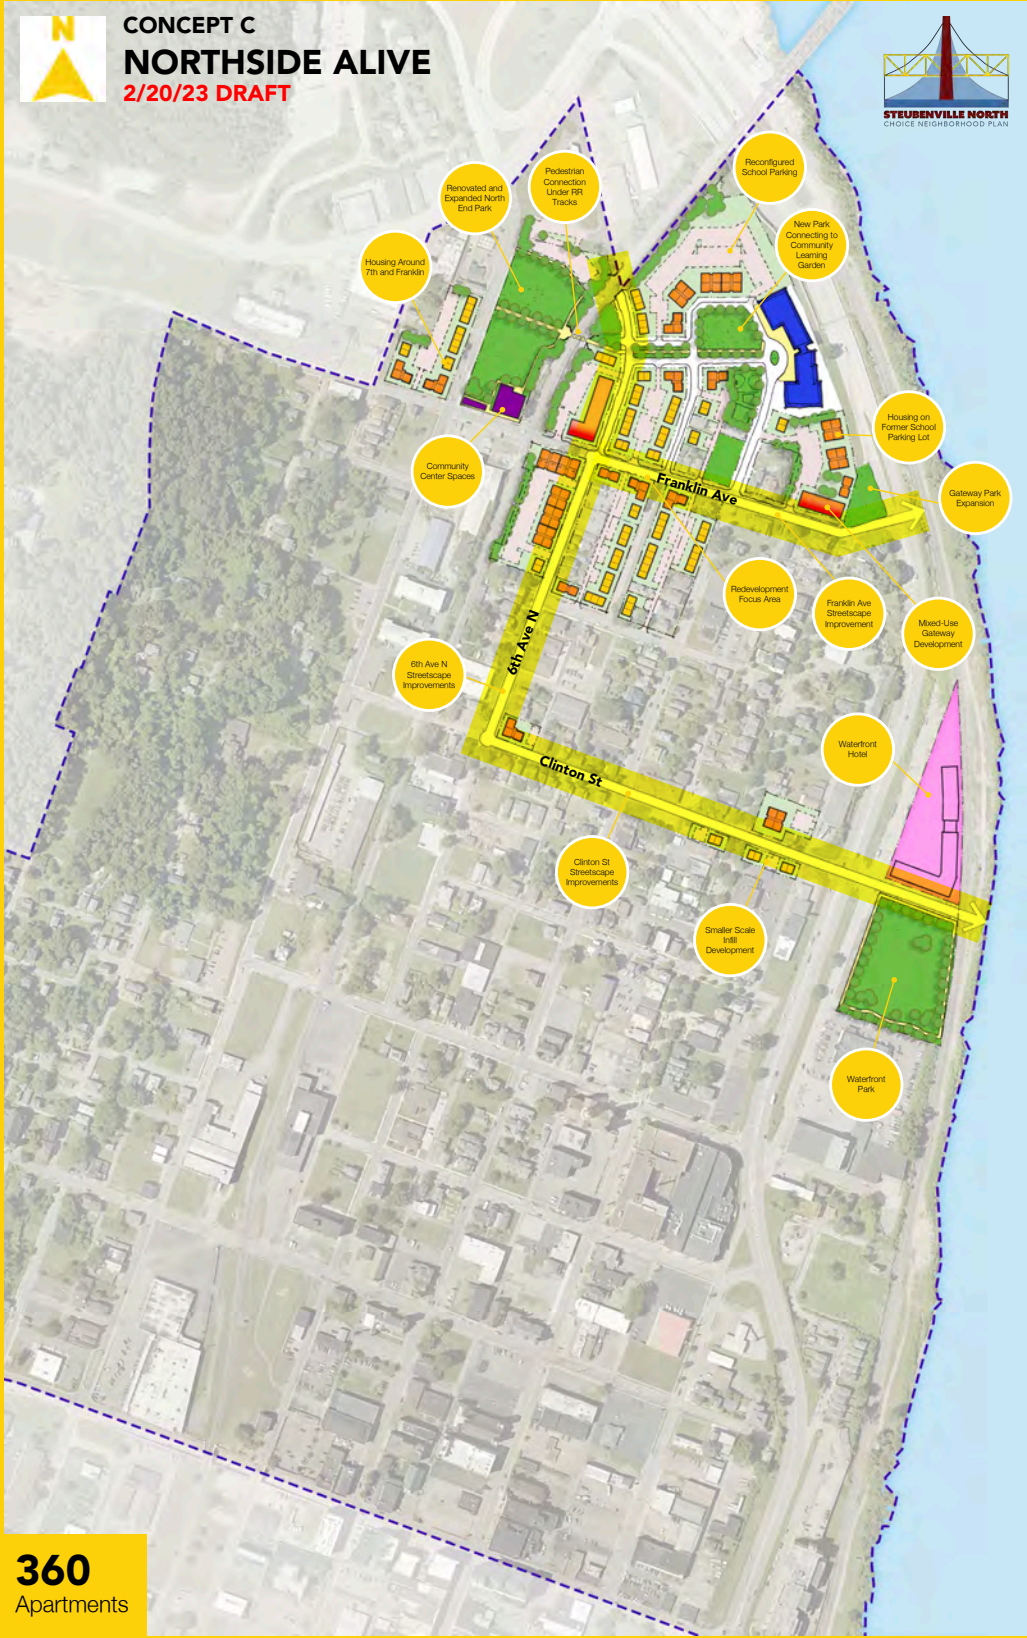 N
CONCEPT C
NORTHSIDE ALIVE
2/20/23 DRAFT
STEUBENVILLE NORTH
CHOICE NEIGHBORHOOD PLAN
Reconfigured
School Parking
Pedestrian
Connection
Under RR
Tracks
Renovated and
Expanded North
End Park
New Park
Connecting to
Community
Learning
Garden
Housing Around
7th and Franklin
Housing on
Former School
Parking Lot
Community
Center Spaces
Gateway Park
Expansion
Franklin Ave
Redevelopment
Focus Area
Franklin Ave
Streetscape
Improvement
Mixed-Use
Gateway
Development
6th Ave N
6th Ave N
Streetscape
Improvements
Waterfront
Hotel
Clinton St
Clinton St
Streetscape
Improvements
Smaller Scale
Infill
Development
Waterfront
Park
360
Apartments